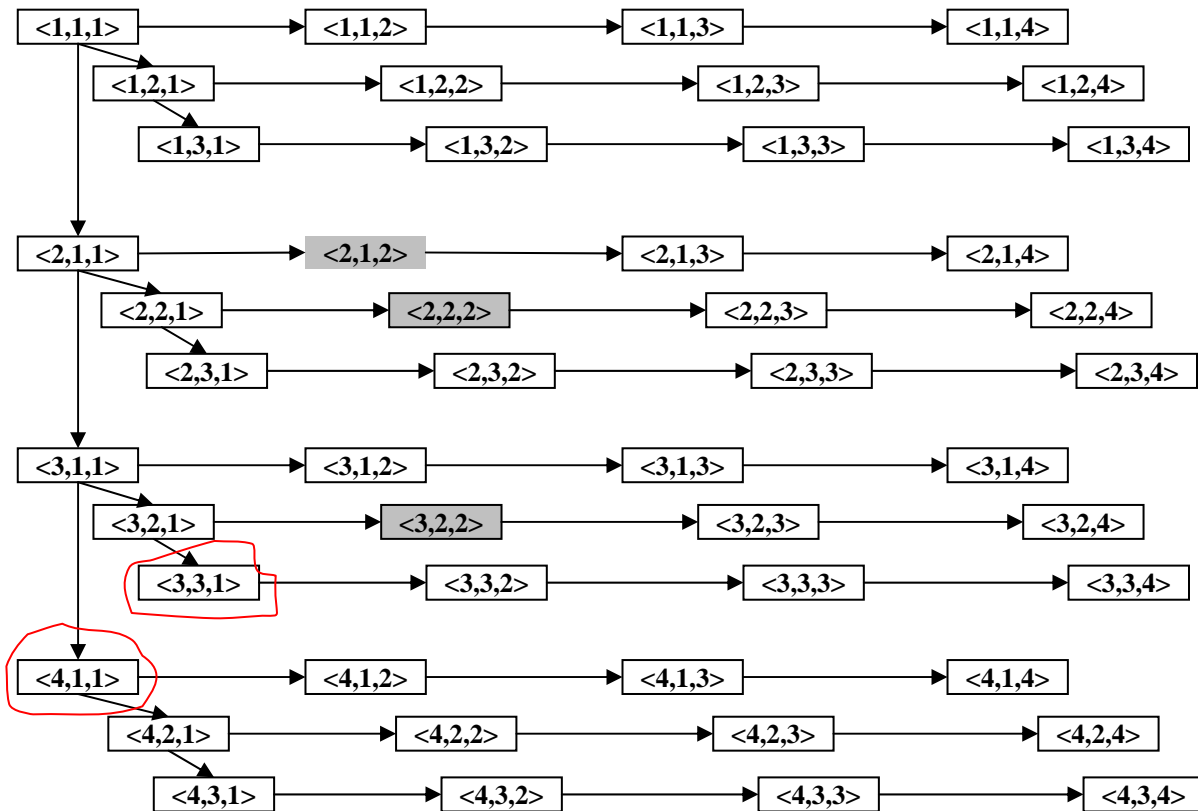 <1,1,1> <1,1,2> <1,1,3> <1,1,4>
<1,2,1> <1,2,2> <1,2,3> <1,2,4>
<1,3,1> <1,3,2> <1,3,3> <1,3,4>
<2,1,1> <2,1,2> <2,1,3> <2,1,4>
<2,2,1> <2,2,2> <2,2,3> <2,2,4>
<2,3,1> <2,3,2> <2,3,3> <2,3,4>
<3,1,1> <3,1,2> <3,1,3> <3,1,4>
<3,2,1> <3,2,2> <3,2,3> <3,2,4>
<3,3,1> <3,3,2> <3,3,3> <3,3,4>
<4,1,1> <4,1,2> <4,1,3> <4,1,4>
<4,2,1> <4,2,2> <4,2,3> <4,2,4>
<4,3,1> <4,3,2> <4,3,3> <4,3,4>